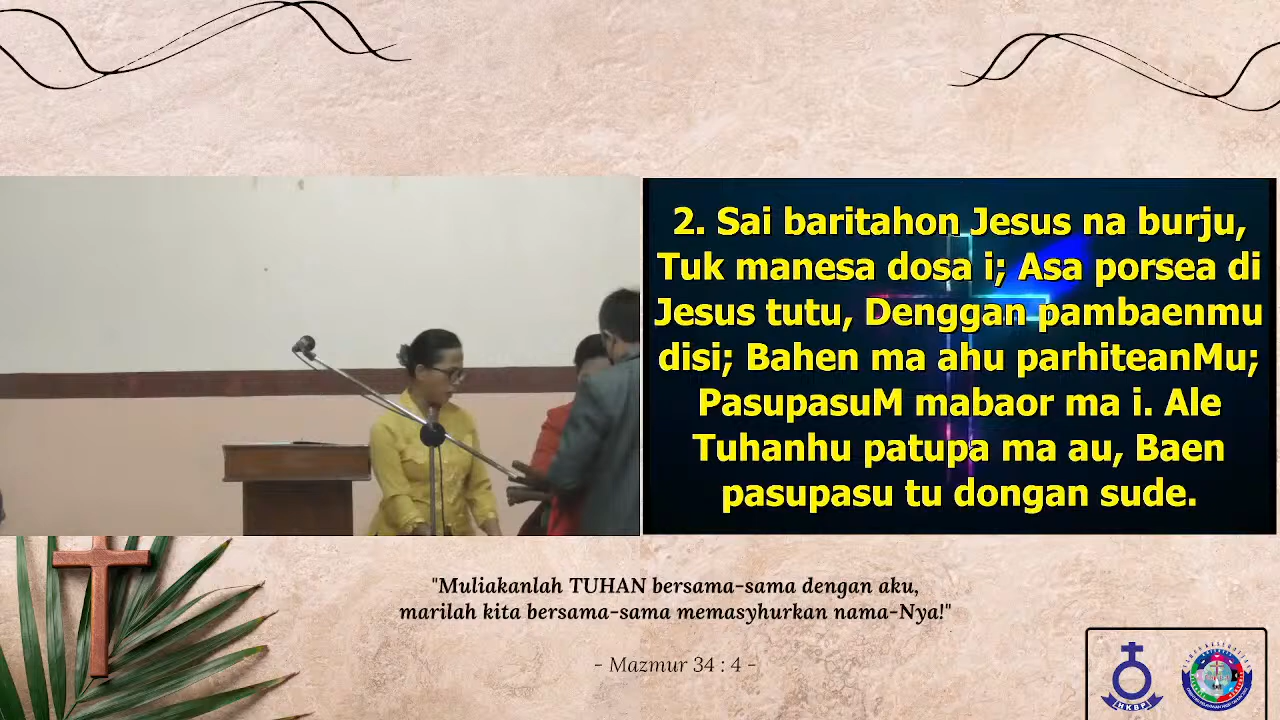 2. Sai baritahon Jesus na burju,
Tuk manesa dosa i; Asa porsea di
Jesus tutu, Denggan pambaenmu
disi; Bahen ma ahu parhiteanMu;
PasupasuM mabaor ma i. Ale
Tuhanhu patupa ma au, Baen
pasupasu tu dongan sude.
"Muliakanlah TUHAN bersama-sama dengan aku,
marilah kita bersama-sama memasyhurkan nama-Nya!"
- Mazmur 34 : 4 -
HKBP